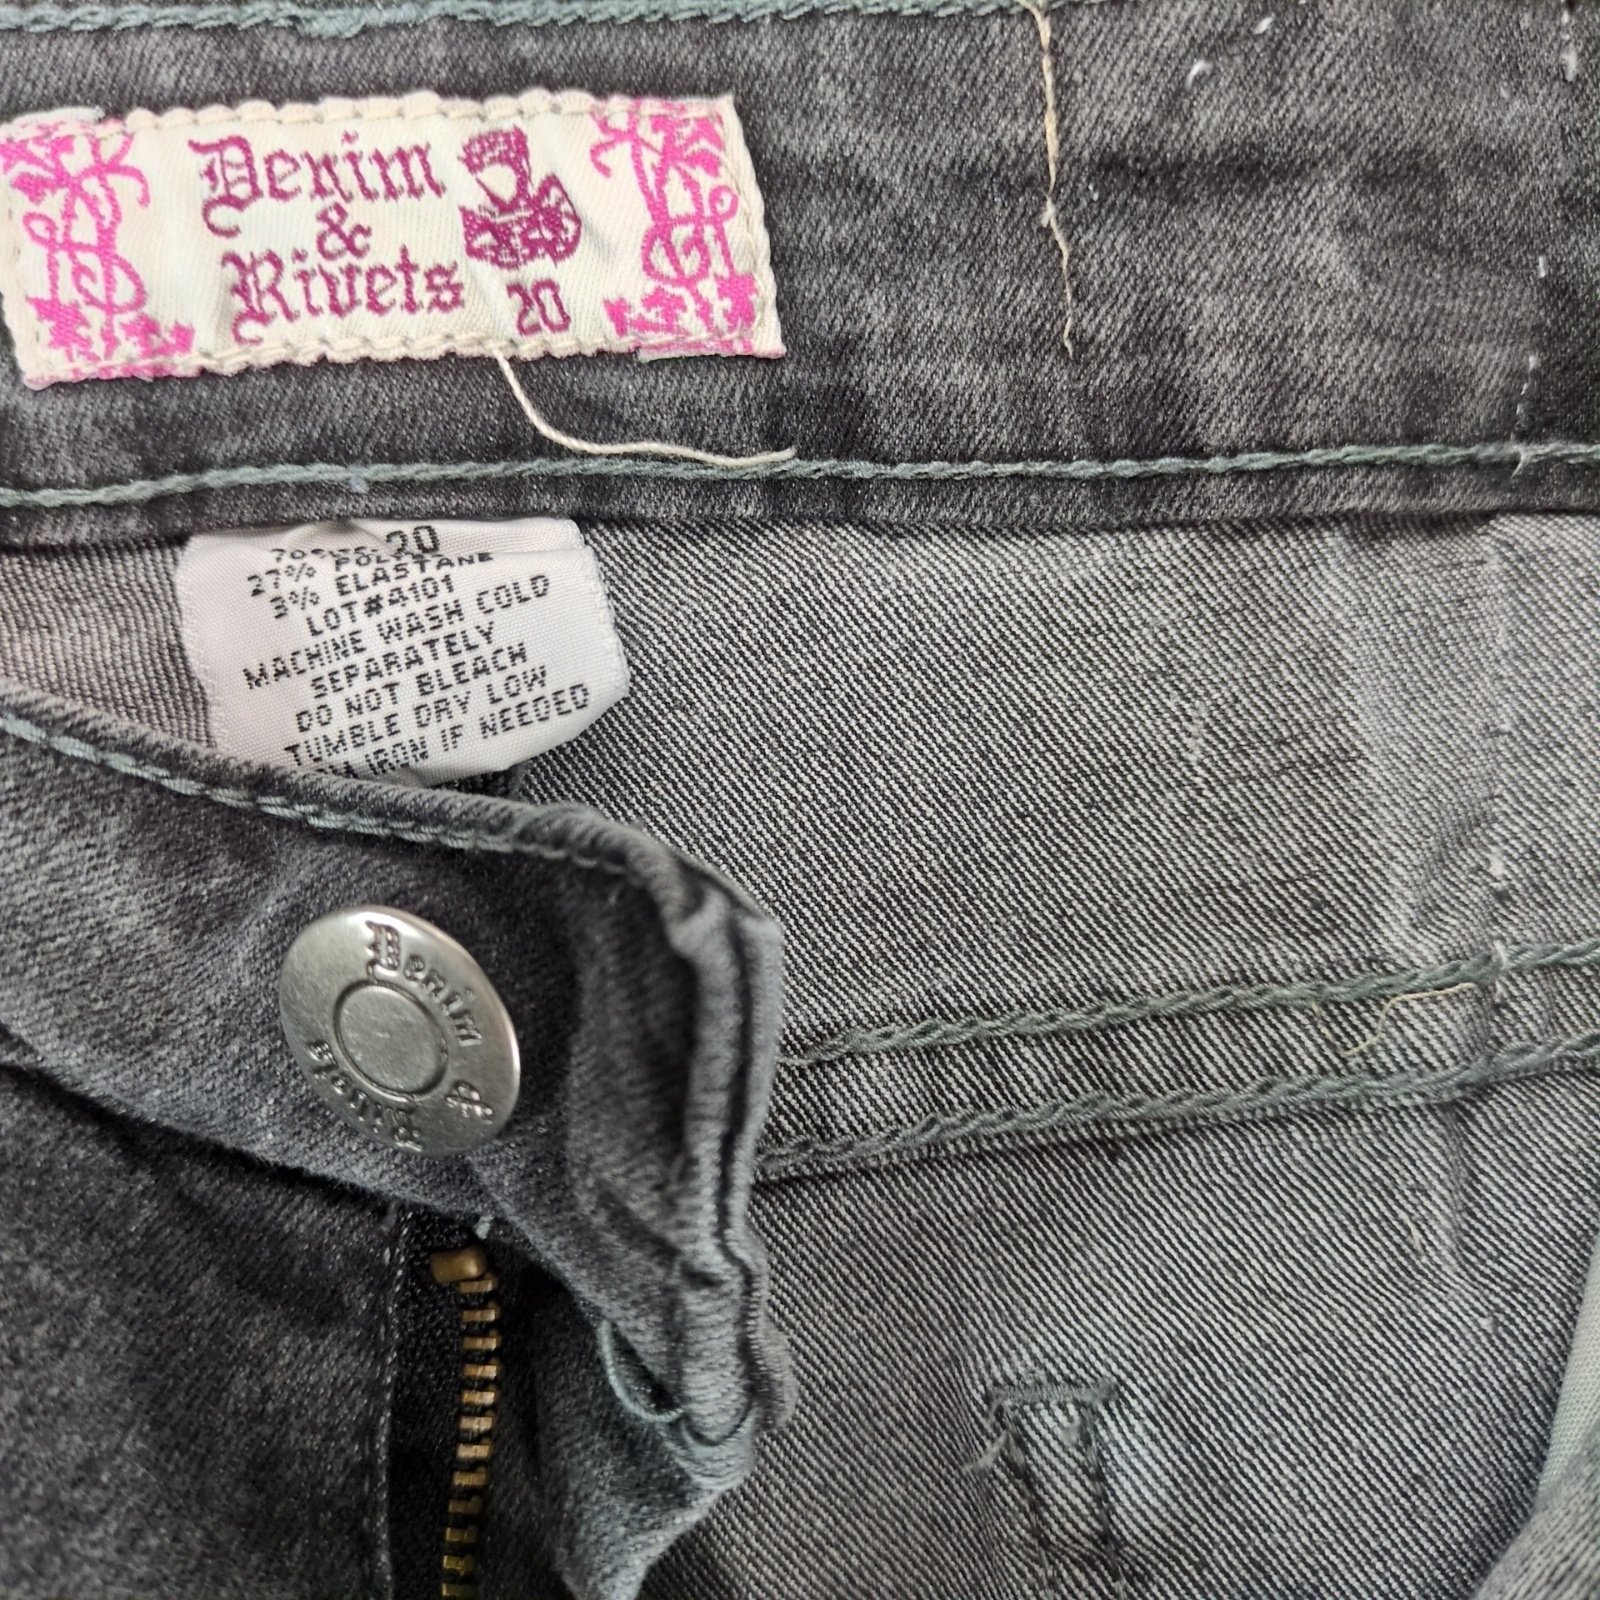 Denim
&
Rivets
20
20
27% POLY
3% ELASTANE
LOT#A101
MACHINE WASH COLD
SEPARATELY
DO NOT BLEACH
TUMBLE DRY LOW
IRON IF NEEDED
Denim &
Rivets